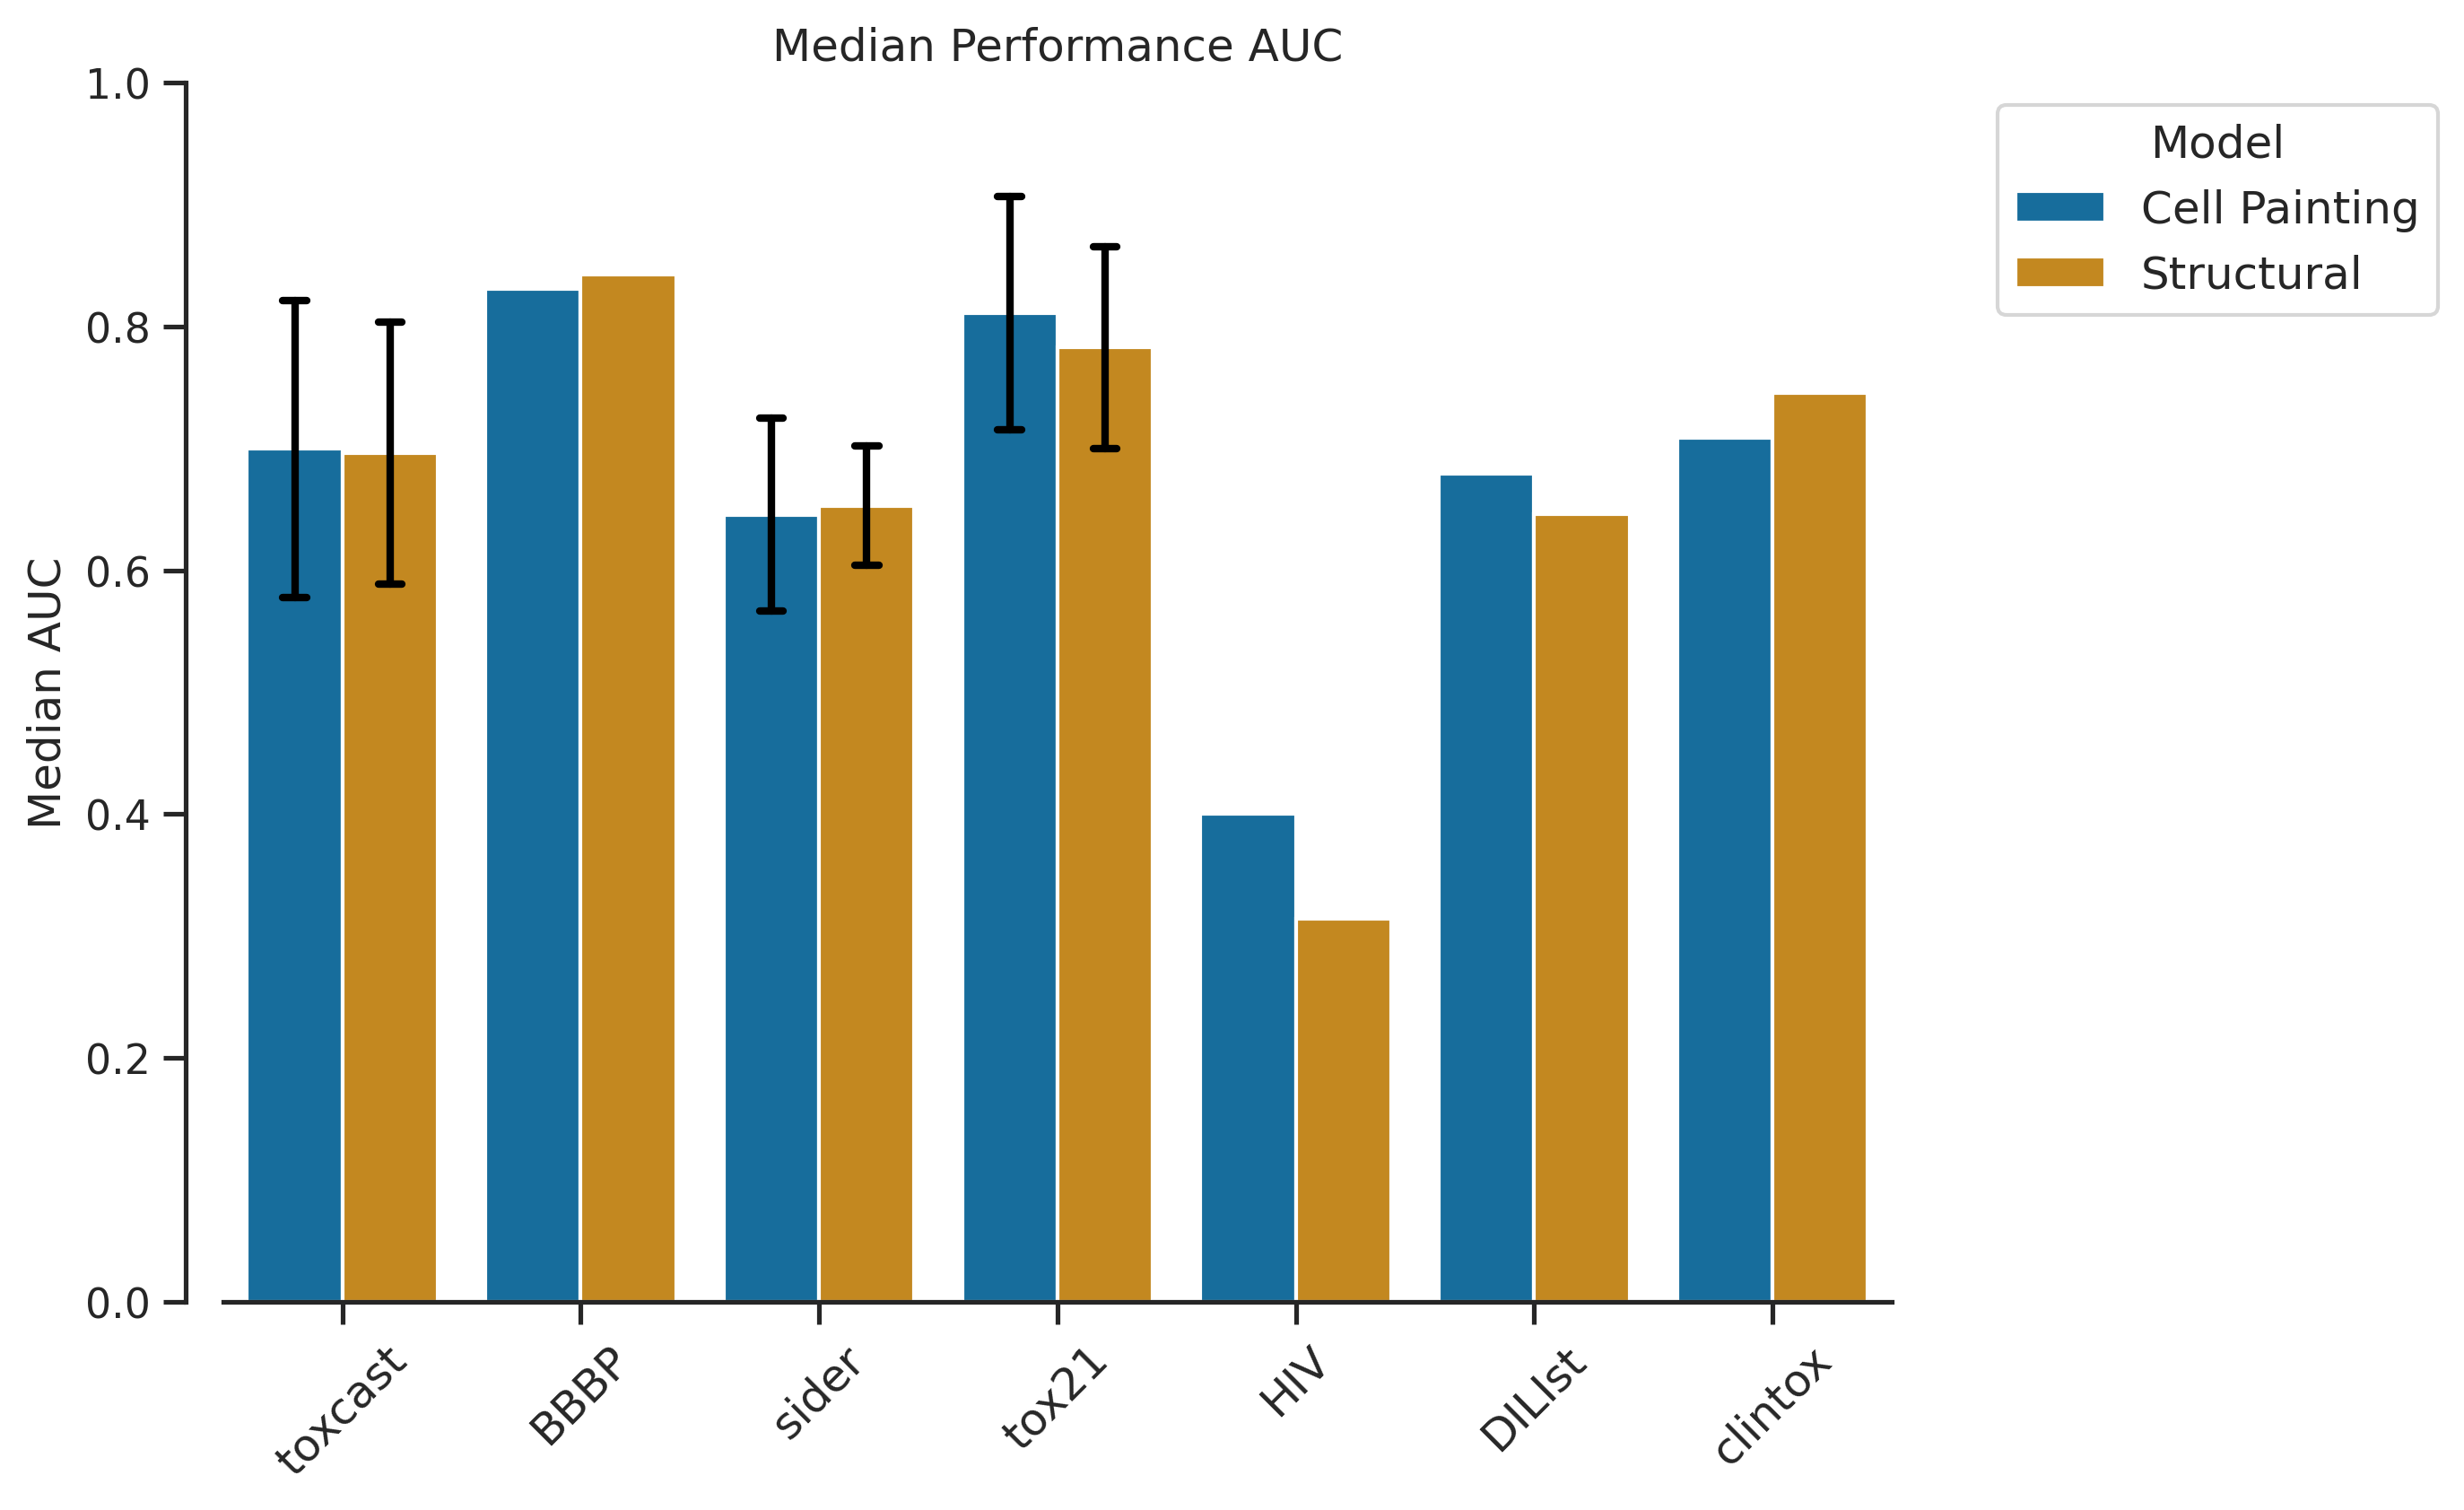 Median Performance AUC
Median AUC
1.0
0.8
0.6
0.4
0.2
0.0
toxcast
BBBP
sider
tox21
HIV
DILIst
clintox
Model
Cell Painting
Structural